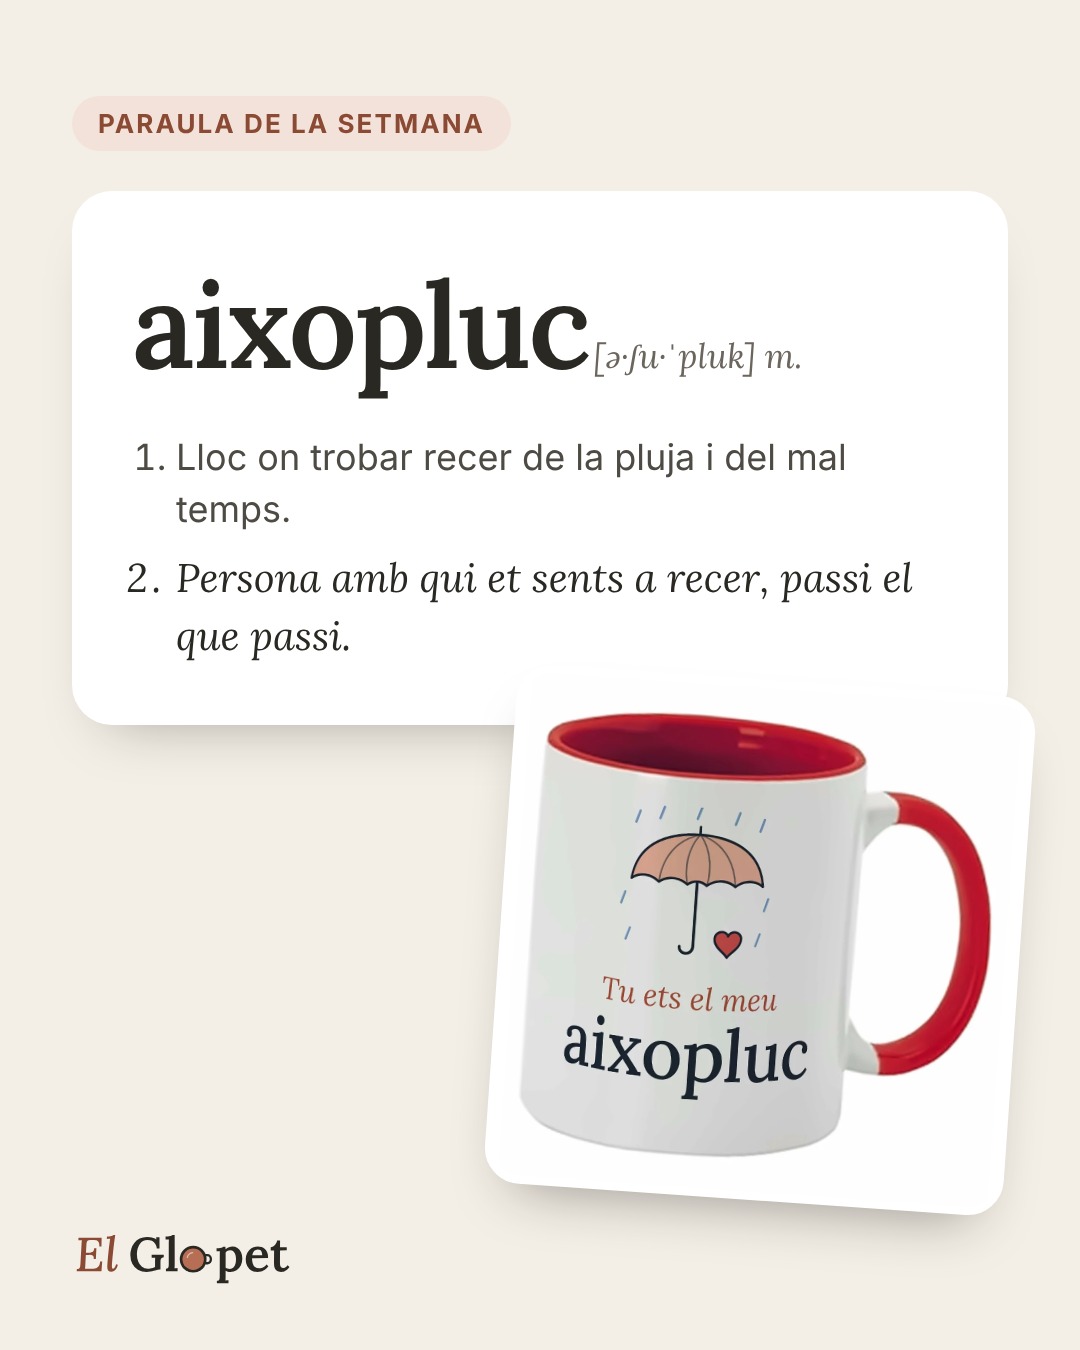 PARAULA DE LA SETMANA
aixopluc [ə·ʃu·ˈpluk] m.
1. Lloc on trobar recer de la pluja i del mal
temps.
2. Persona amb qui et sents a recer, passi el
que passi.
Tu ets el meu
aixopluc
El Glopet